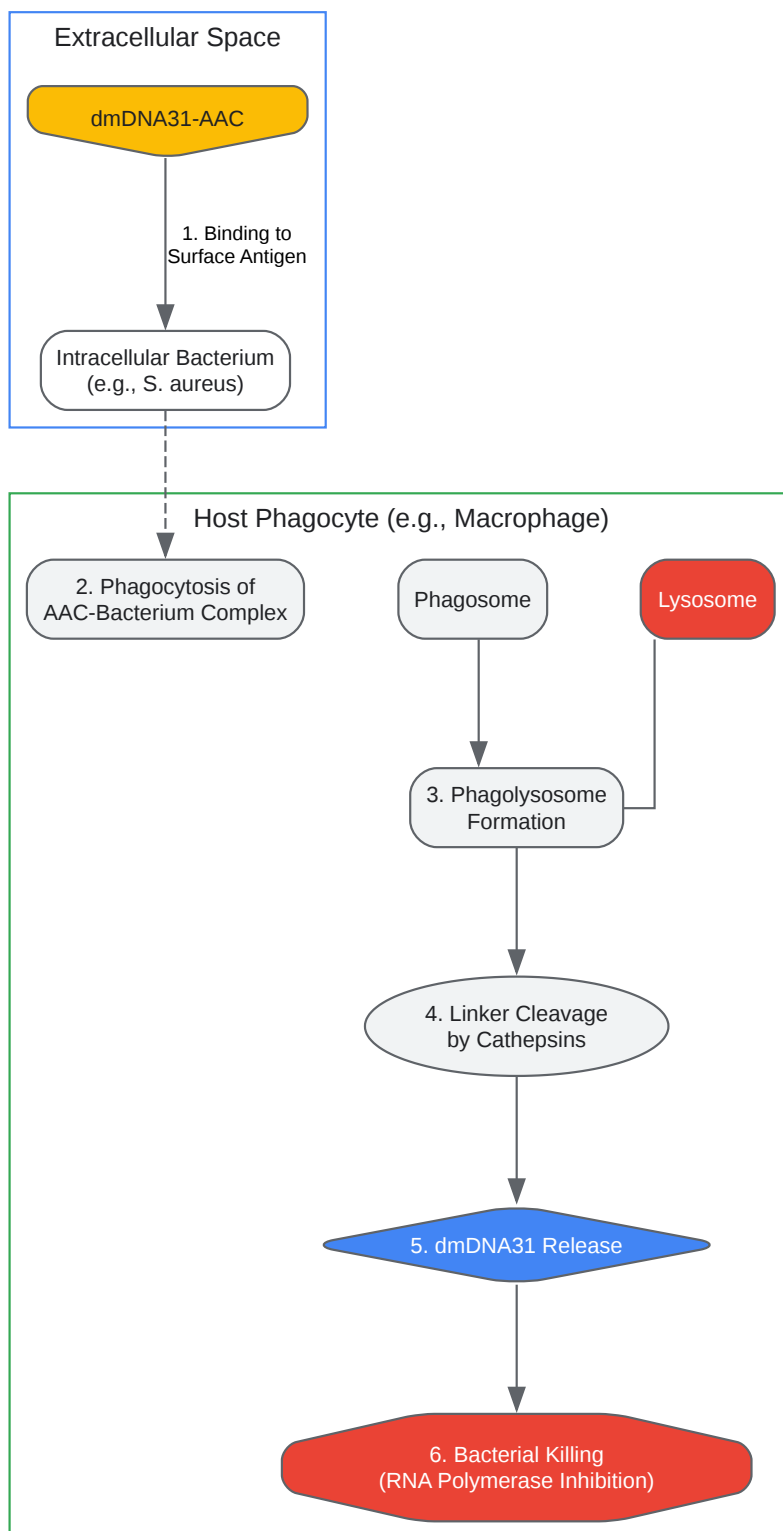 Extracellular Space
dmDNA31-AAC
1. Binding to
Surface Antigen
Intracellular Bacterium
(e.g., S. aureus)
Host Phagocyte (e.g., Macrophage)
2. Phagocytosis of
AAC-Bacterium Complex
Phagosome
Lysosome
3. Phagolysosome
Formation
4. Linker Cleavage
by Cathepsins
5. dmDNA31 Release
6. Bacterial Killing
(RNA Polymerase Inhibition)